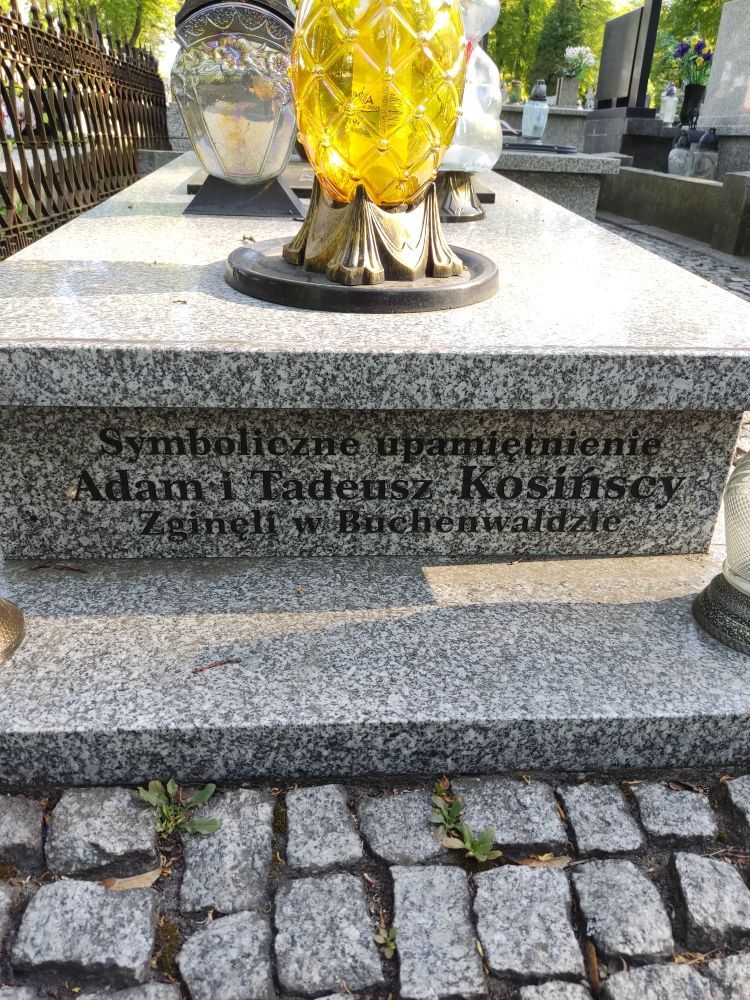 Symboliczne upamiętnienie
Adam i Tadeusz Kosińscy
Zginęli w Buchenwaldzie